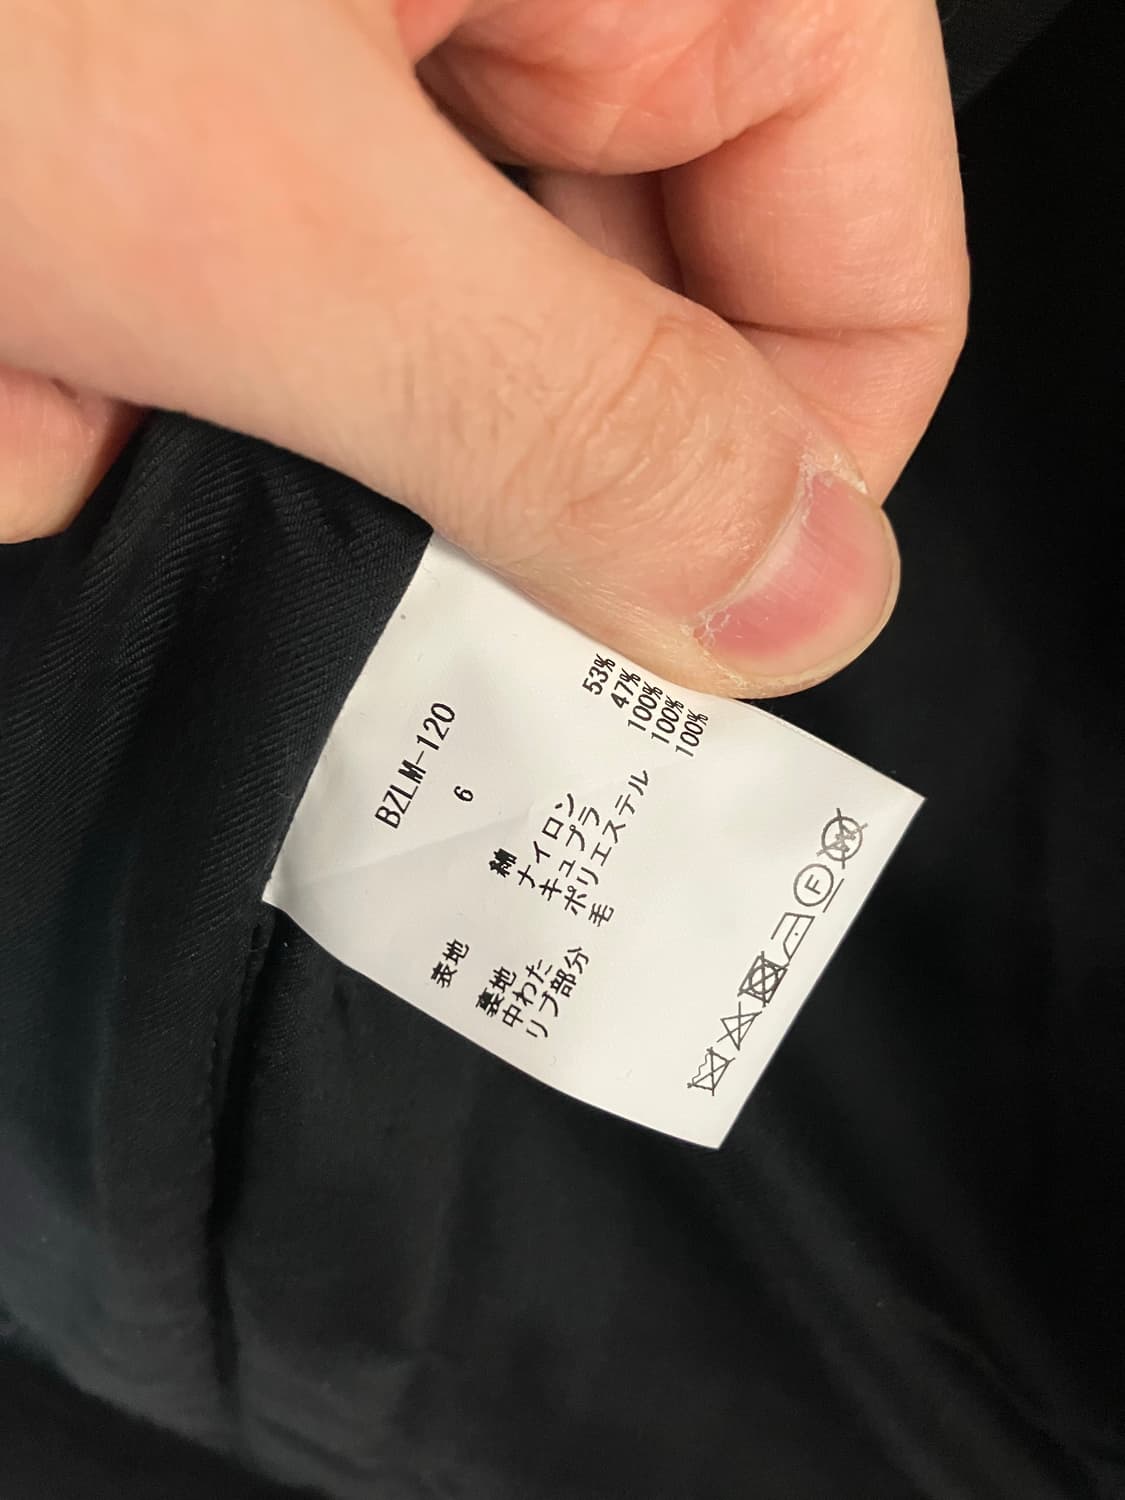 BZLM-120
6
表地 綿 53%
ナイロン 47%
裏地 キュプラ 100%
中わた ポリエステル 100%
リブ部分 毛 100%
F
W